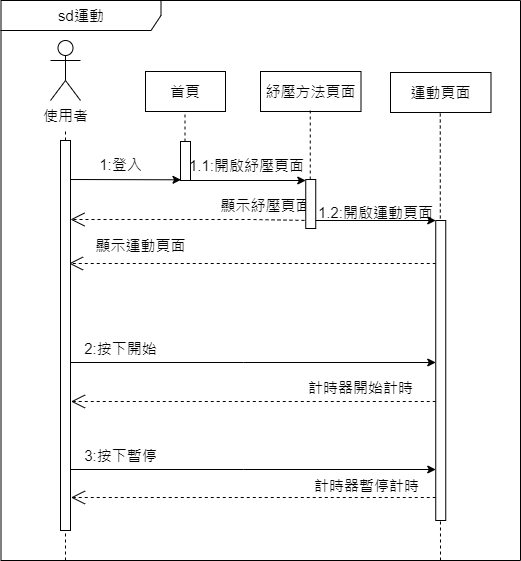 sd運動
使用者
首頁
紓壓方法頁面
運動頁面
1:登入
1.1:開啟紓壓頁面
顯示紓壓頁面
1.2:開啟運動頁面
顯示運動頁面
2:按下開始
計時器開始計時
3:按下暫停
計時器暫停計時